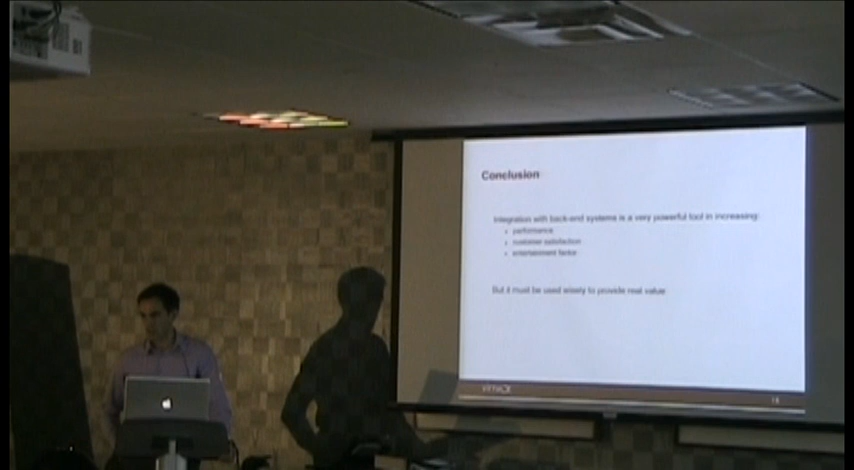 Conclusion
Integration with back-end systems is a very powerful tool in increasing:
performance
customer satisfaction
entertainment factor
But it must be used wisely to provide real value